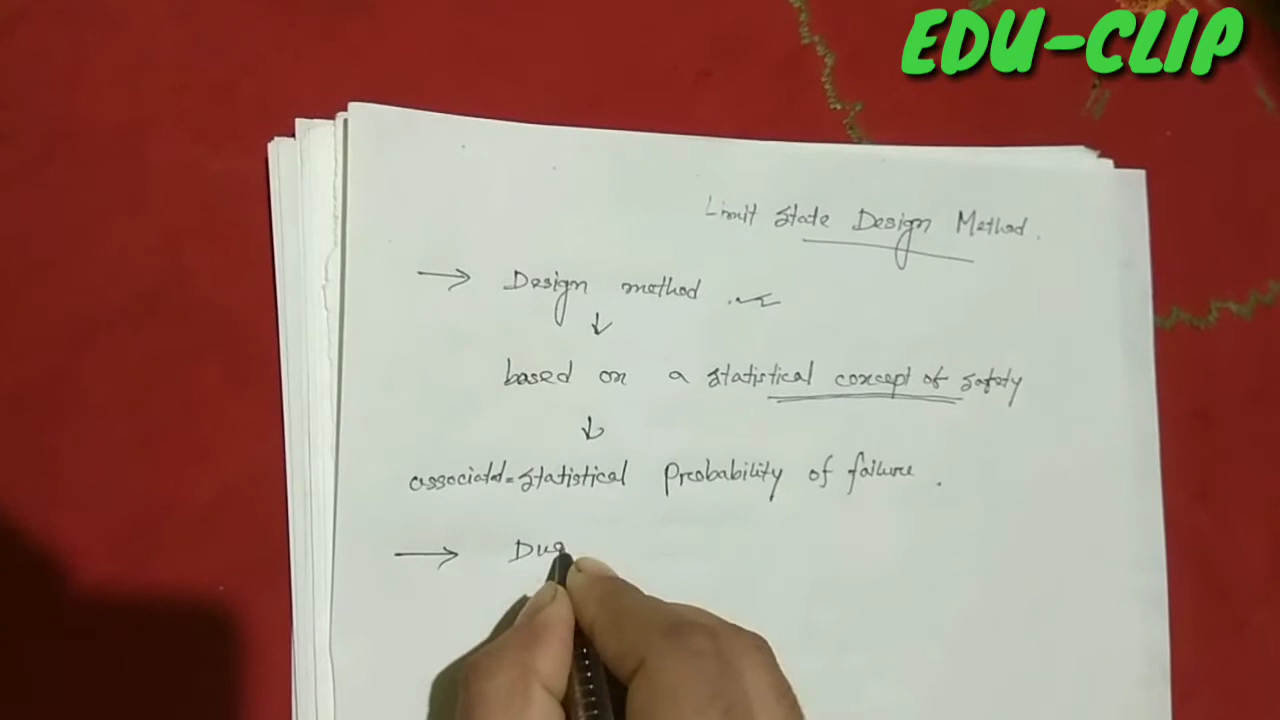 EDU-CLIP
Limit State Design Method.
→ Design method.
↓
based on a statistical concept of safety
↓
associated = statistical Probability of failure.
→